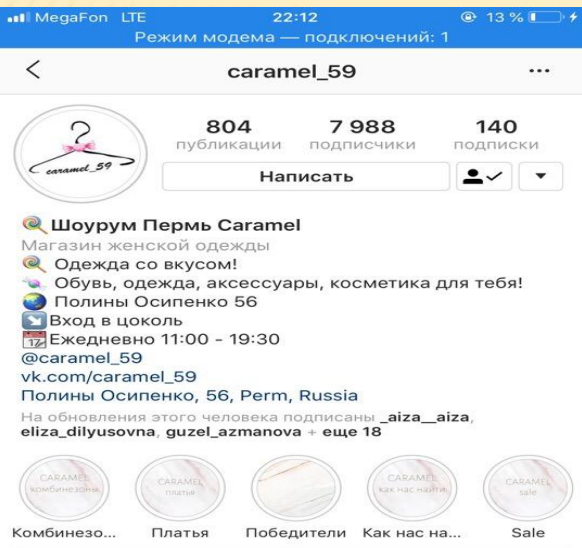 MegaFon LTE 22:12 13 %
Режим модема — подключений: 1
caramel_59
caramel_59
804 7 988 140
публикации подписчики подписки
Написать
Шоурум Пермь Caramel
Магазин женской одежды
Одежда со вкусом!
Обувь, одежда, аксессуары, косметика для тебя!
Полины Осипенко 56
Вход в цоколь
17 Ежедневно 11:00 - 19:30
@caramel_59
vk.com/caramel_59
Полины Осипенко, 56, Perm, Russia
На обновления этого человека подписаны _aiza__aiza,
eliza_dilyusovna, guzel_azmanova + еще 18
CARAMEL
комбинезоны
CARAMEL
платья
CARAMEL
как нас найти
CARAMEL
sale
Комбинезо... Платья Победители Как нас на... Sale